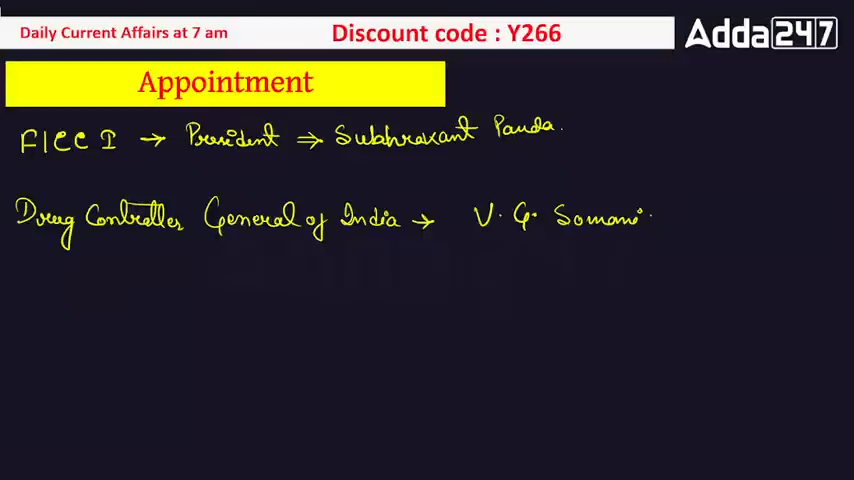 Daily Current Affairs at 7 am
Discount code : Y266
Adda247
Appointment
FICC I → President ⇒ Subhrakant Panda.
Drug Controller General of India → V. G. Somani.